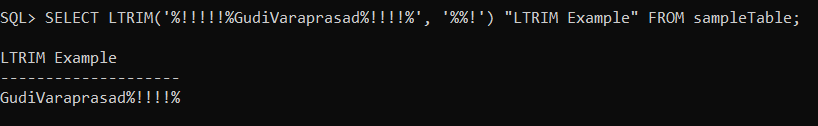 SQL> SELECT LTRIM('%!!!!!%GudiVaraprasad%!!!!%', '%%!') "LTRIM Example" FROM sampleTable;
LTRIM Example
--------------------
GudiVaraprasad%!!!!%